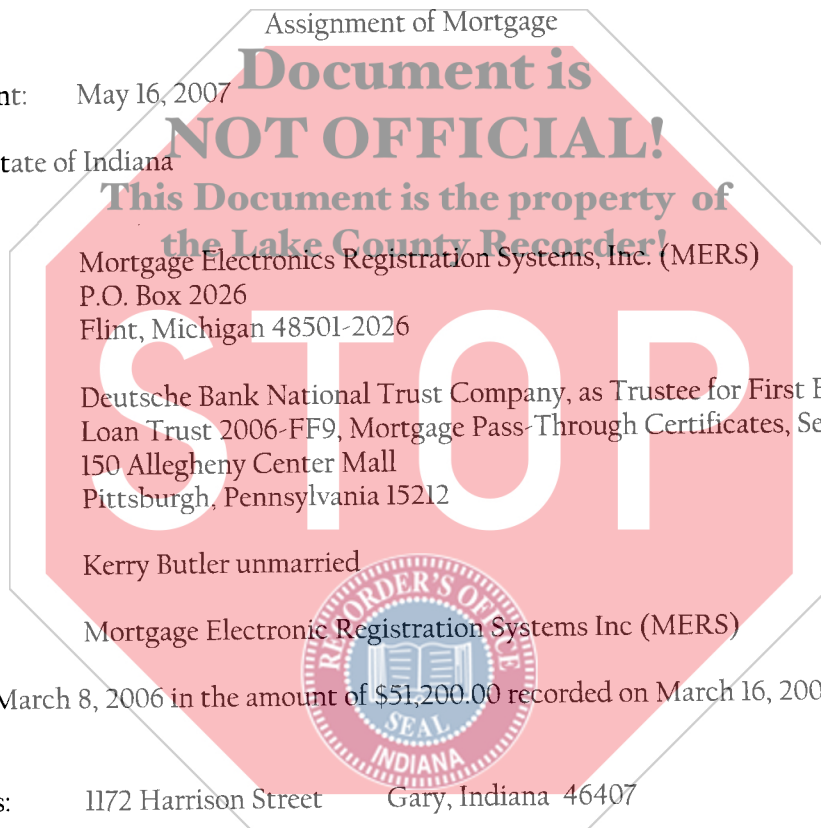 Assignment of Mortgage
Document is
nt: May 16, 2007
NOT OFFICIAL!
tate of Indiana
This Document is the property of
the Lake County Recorder!
Mortgage Electronics Registration Systems, Inc. (MERS)
P.O. Box 2026
Flint, Michigan 48501-2026
STOP
Deutsche Bank National Trust Company, as Trustee for First
Loan Trust 2006-FF9, Mortgage Pass-Through Certificates, Se
150 Allegheny Center Mall
Pittsburgh, Pennsylvania 15212
Kerry Butler unmarried
RECORDER'S OFFICE
Mortgage Electronic Registration Systems Inc (MERS)
March 8, 2006 in the amount of $51,200.00 recorded on March 16, 200
SEAL
INDIANA
s: 1172 Harrison Street Gary, Indiana 46407